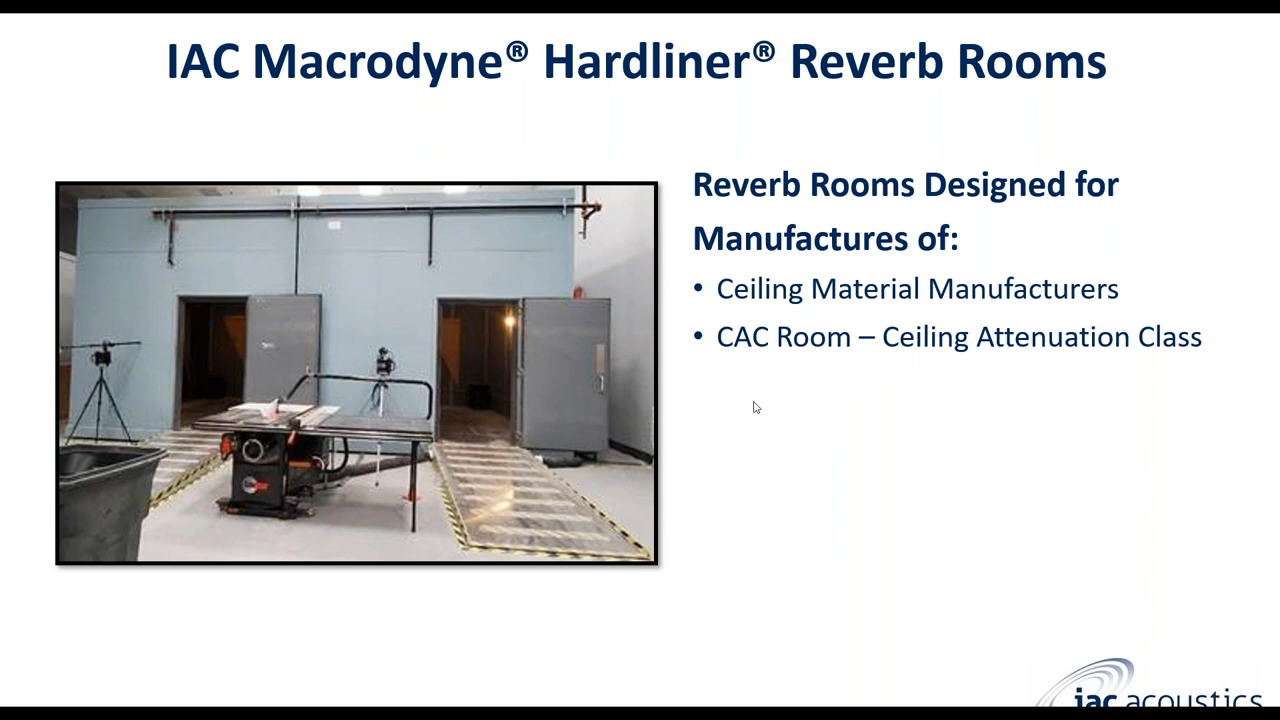 IAC Macrodyne® Hardliner® Reverb Rooms
Reverb Rooms Designed for
Manufactures of:
• Ceiling Material Manufacturers
• CAC Room – Ceiling Attenuation Class
iac acoustics